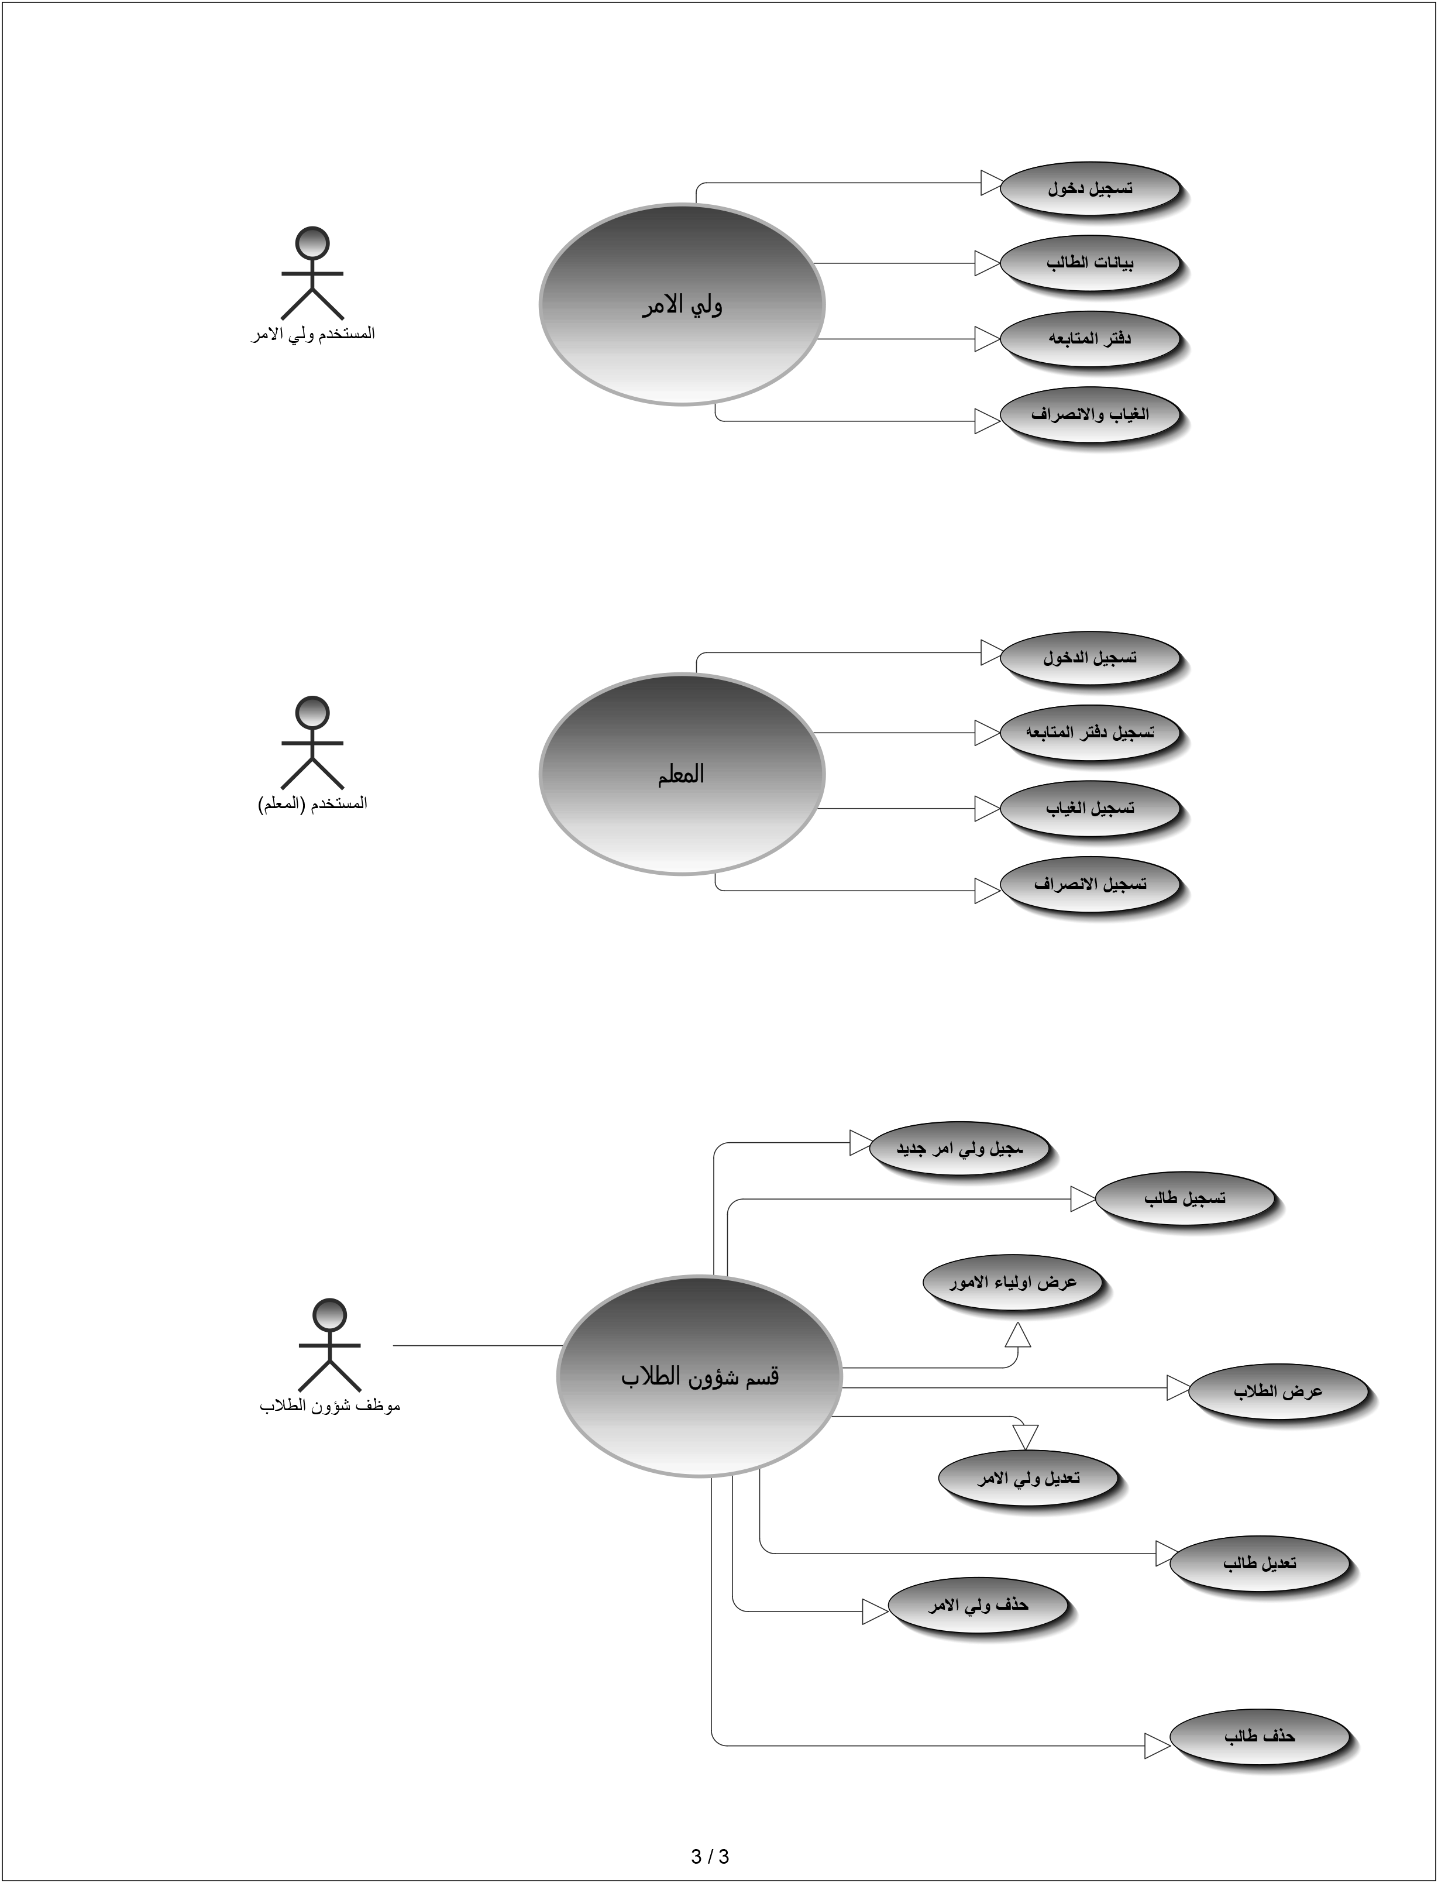 تسجيل دخول
بيانات الطالب
ولي الامر
المستخدم ولي الامر
دفتر المتابعه
الغياب والانصراف
تسجيل الدخول
تسجيل دفتر المتابعه
المعلم
المستخدم (المعلم)
تسجيل الغياب
تسجيل الانصراف
سجيل ولي امر جديد
تسجيل طالب
عرض اولياء الامور
قسم شؤون الطلاب
عرض الطلاب
موظف شؤون الطلاب
تعديل ولي الامر
تعديل طالب
حذف ولي الامر
حذف طالب
3 / 3